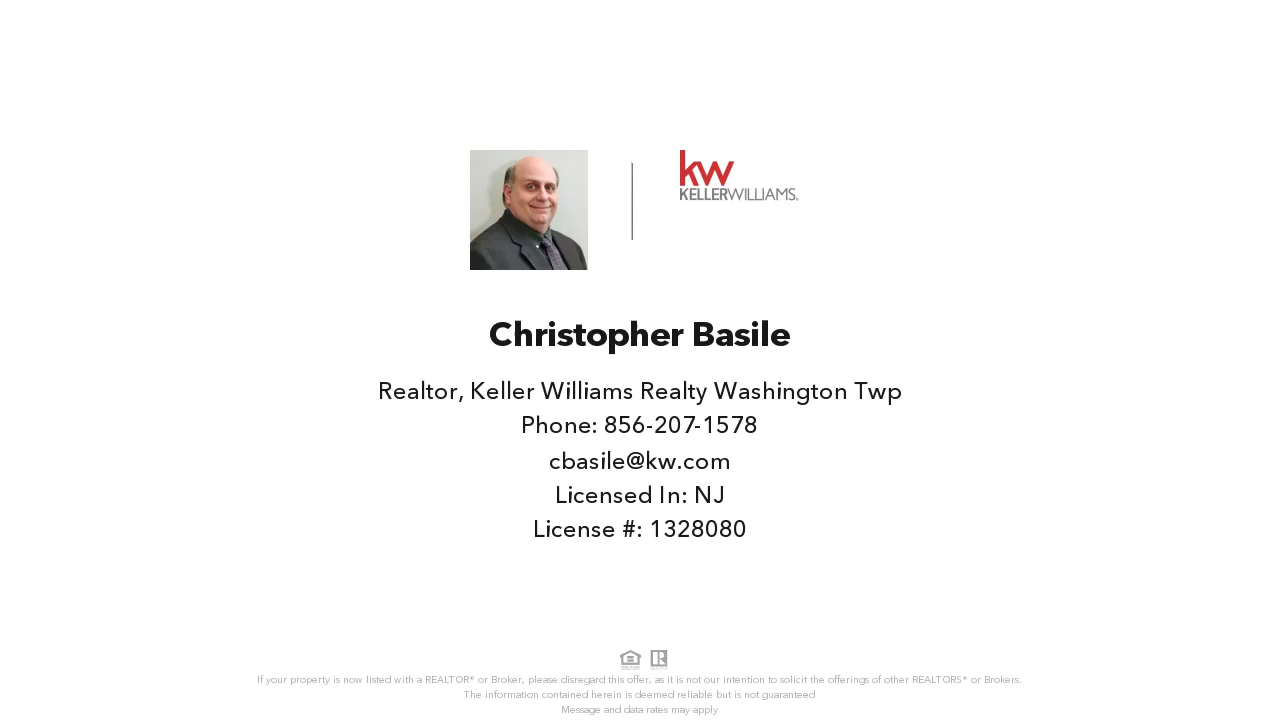 kw
KELLERWILLIAMS.
Christopher Basile
Realtor, Keller Williams Realty Washington Twp
Phone: 856-207-1578
cbasile@kw.com
Licensed In: NJ
License #: 1328080
If your property is now listed with a REALTOR® or Broker, please disregard this offer, as it is not our intention to solicit the offerings of other REALTORS® or Brokers.
The information contained herein is deemed reliable but is not guaranteed
Message and data rates may apply